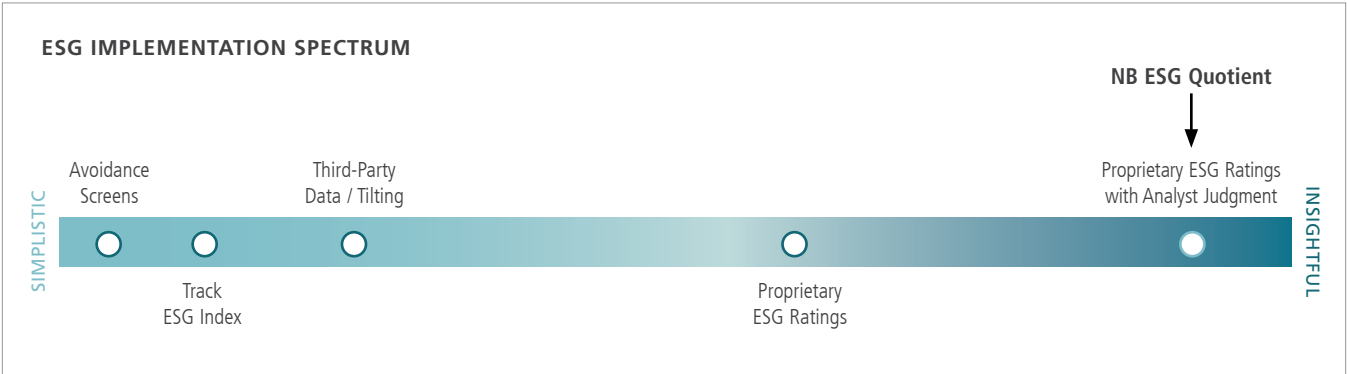 ESG IMPLEMENTATION SPECTRUM
NB ESG Quotient
Avoidance
Screens
Third-Party
Data / Tilting
Proprietary ESG Ratings
with Analyst Judgment
SIMPLISTIC
INSIGHTFUL
Track
ESG Index
Proprietary
ESG Ratings